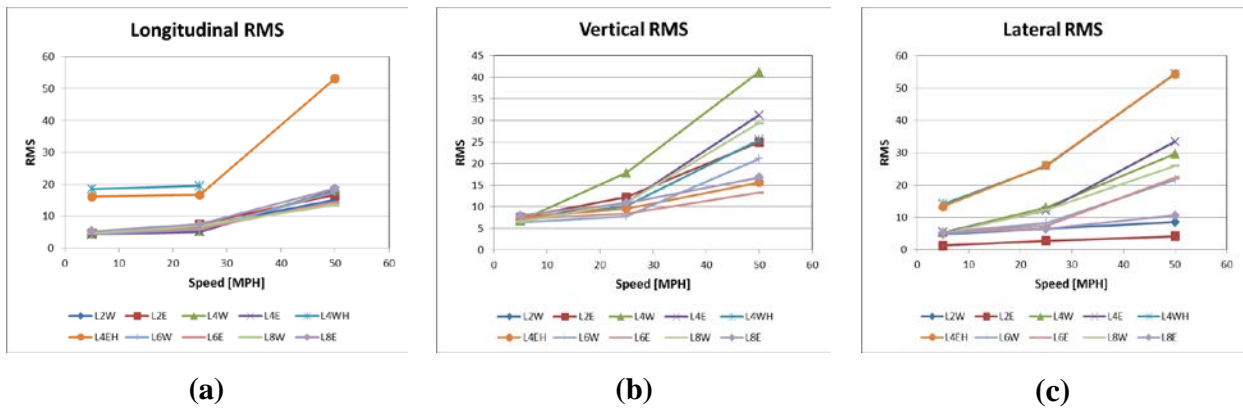 Longitudinal RMS
60
50
40
30
20
10
0
RMS
0 10 20 30 40 50 60
Speed [MPH]
L2W L2E L4W L4E L4WH
L4EH L6W L6E L8W L8E
(a)
Vertical RMS
45
40
35
30
25
20
15
10
5
0
RMS
0 10 20 30 40 50 60
Speed [MPH]
L2W L2E L4W L4E L4WH
L4EH L6W L6E L8W L8E
(b)
Lateral RMS
60
50
40
30
20
10
0
RMS
0 10 20 30 40 50 60
Speed [MPH]
L2W L2E L4W L4E L4WH
L4EH L6W L6E L8W L8E
(c)